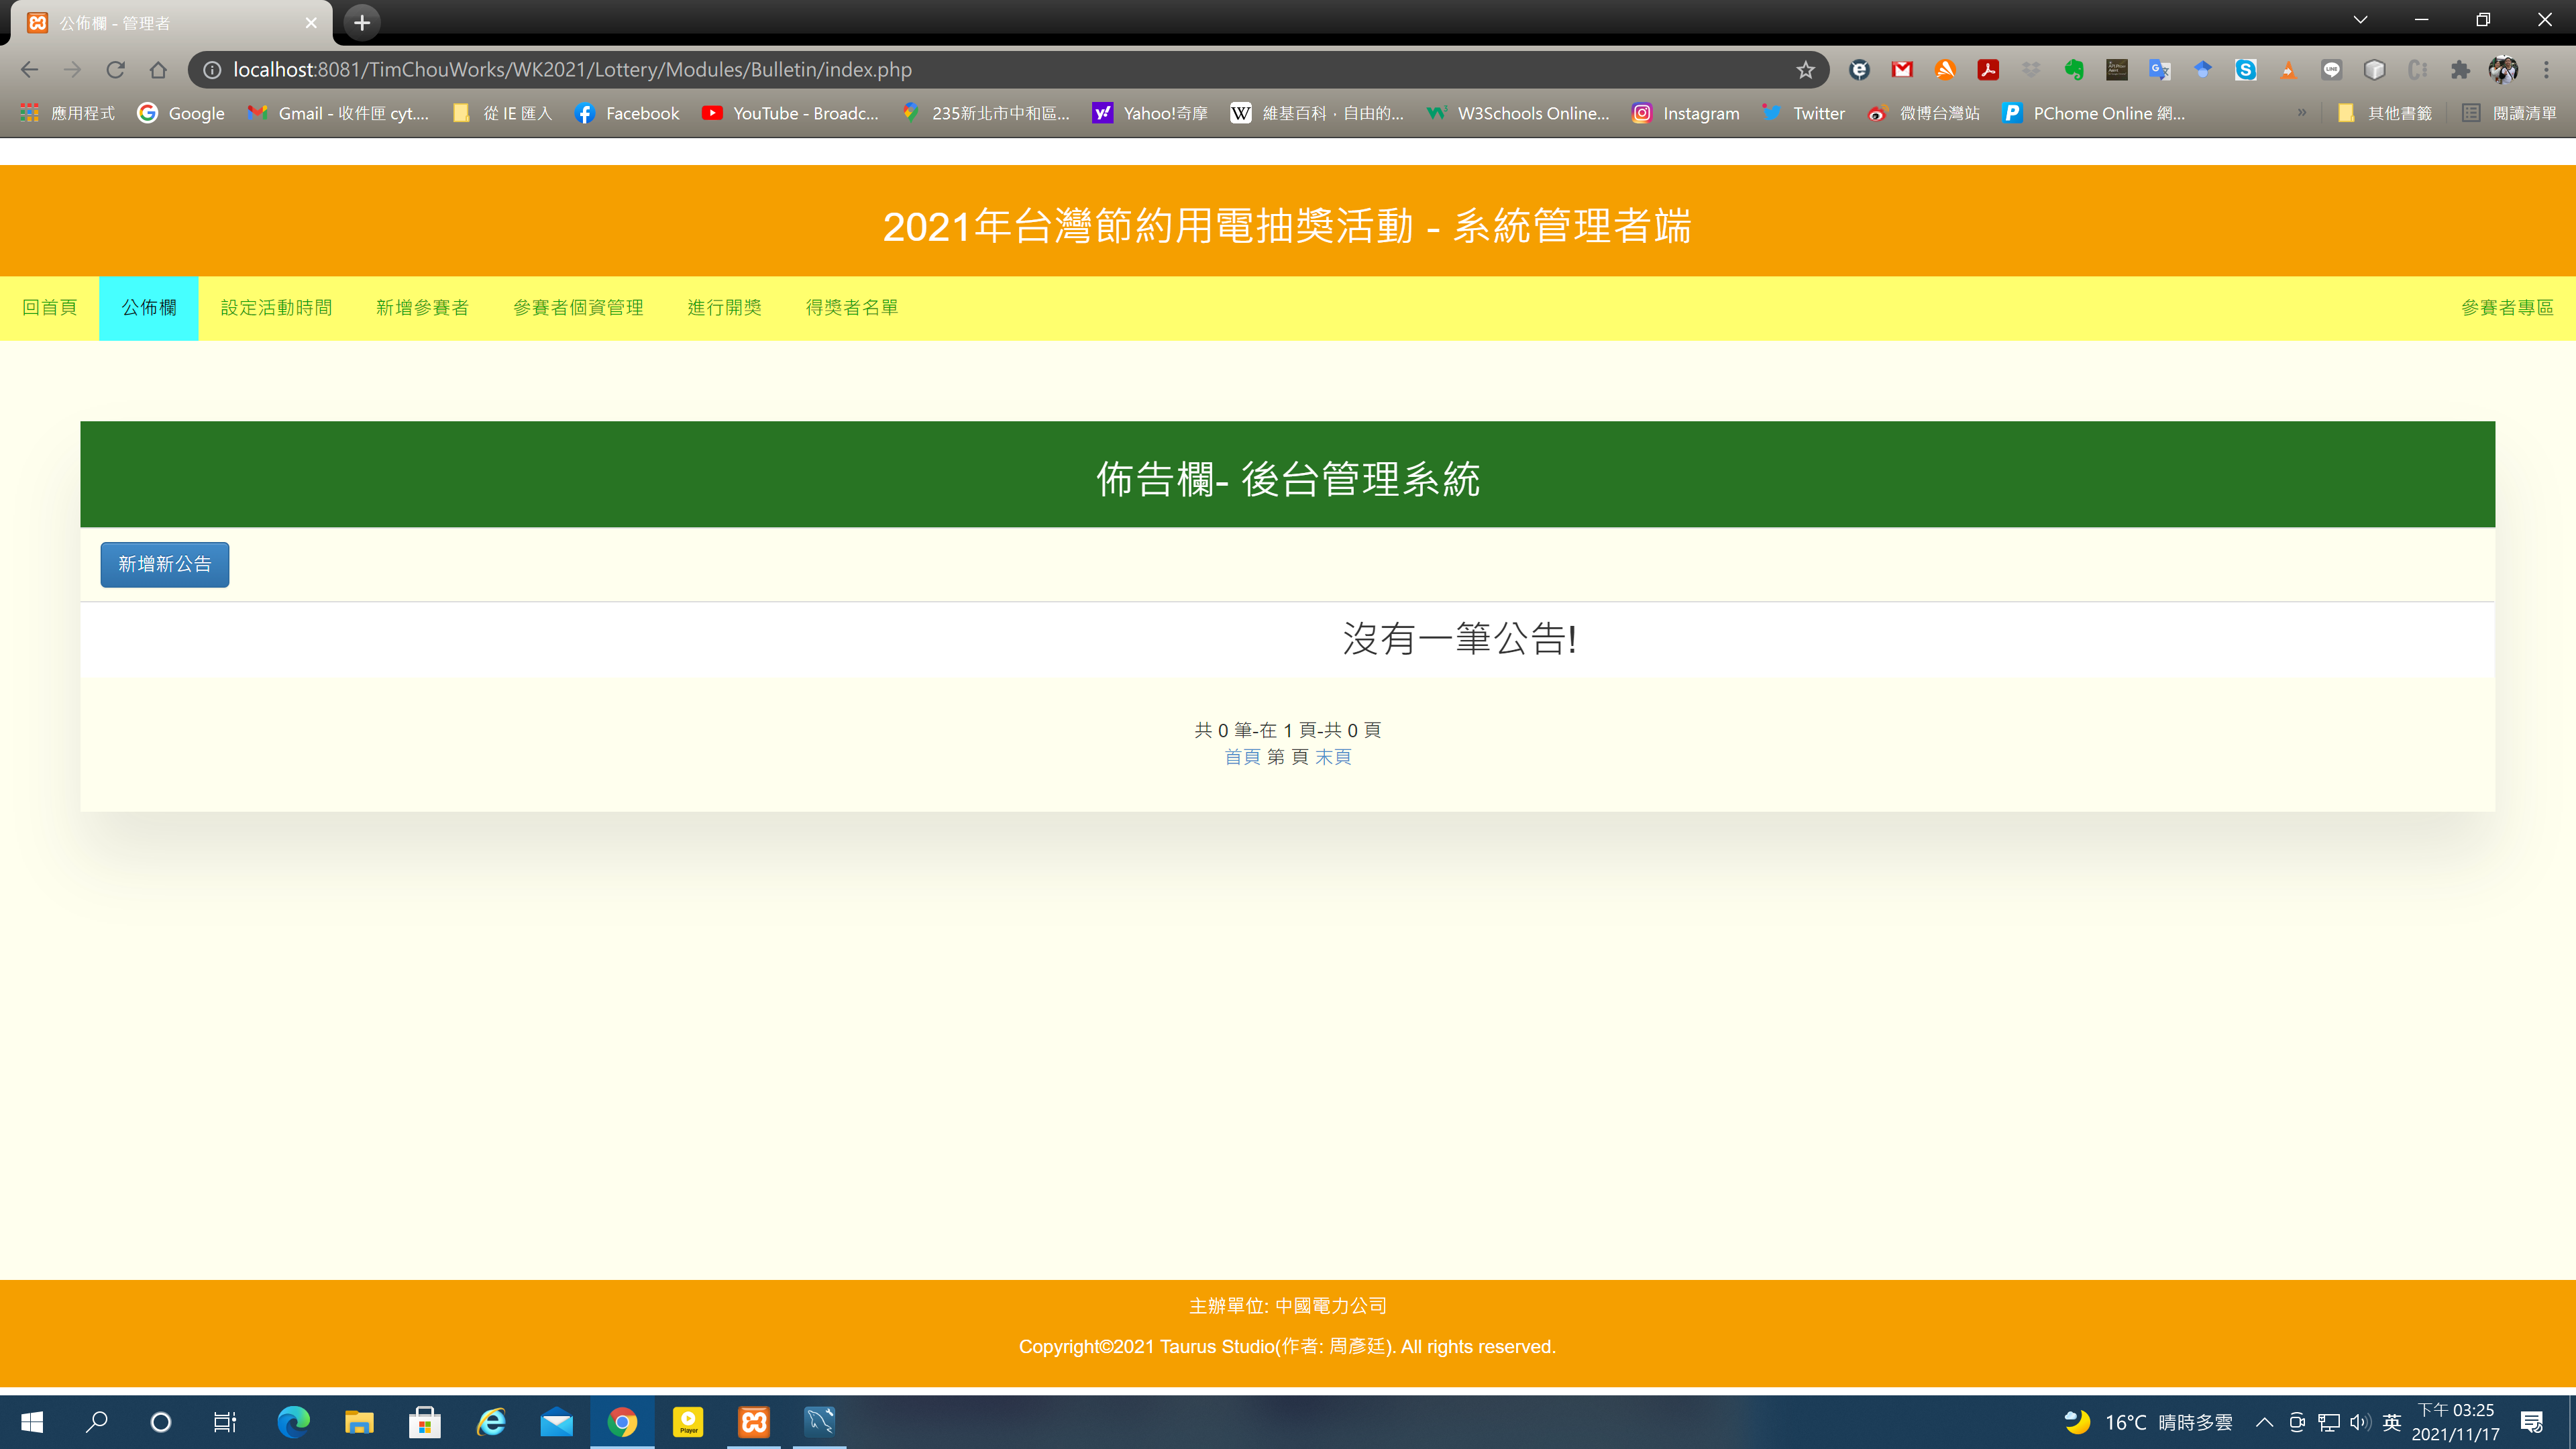 公佈欄 - 管理者
localhost:8081/TimChouWorks/WK2021/Lottery/Modules/Bulletin/index.php
應用程式 Google Gmail - 收件匣 cyt.... 從 IE 匯入 Facebook YouTube - Broadc... 235新北市中和區... Yahoo!奇摩 維基百科，自由的... W3Schools Online... Instagram Twitter 微博台灣站 PChome Online 網... » 其他書籤 閱讀清單
2021年台灣節約用電抽獎活動 - 系統管理者端
回首頁 公佈欄 設定活動時間 新增參賽者 參賽者個資管理 進行開獎 得獎者名單 參賽者專區
佈告欄- 後台管理系統
新增新公告
沒有一筆公告!
共 0 筆-在 1 頁-共 0 頁
首頁 第 頁 末頁
主辦單位: 中國電力公司
Copyright©2021 Taurus Studio(作者: 周彥廷). All rights reserved.
16°C 晴時多雲 英 下午 03:25
2021/11/17